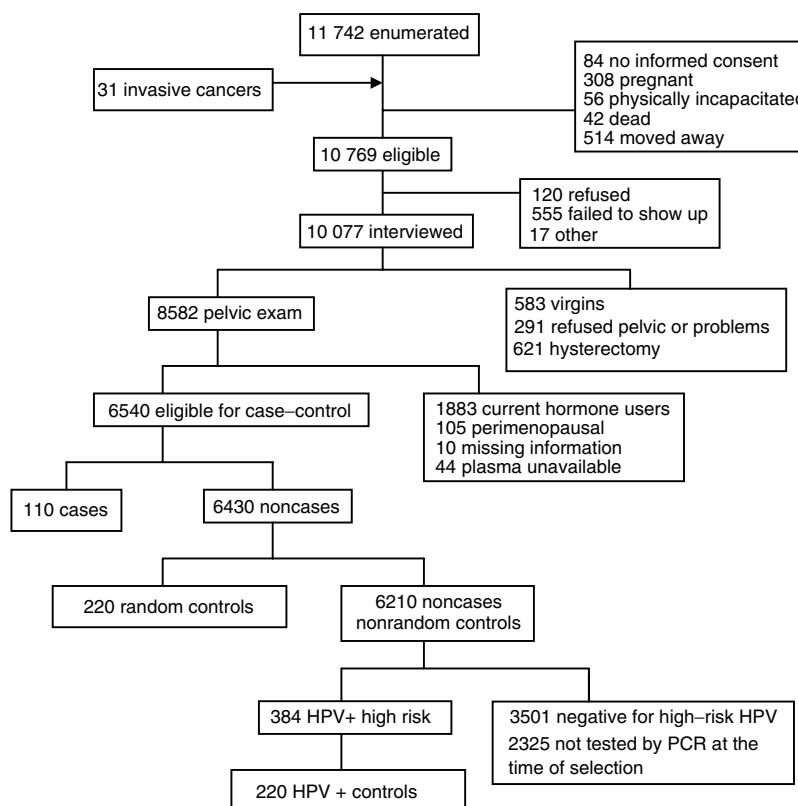 11 742 enumerated
31 invasive cancers
84 no informed consent
308 pregnant
56 physically incapacitated
42 dead
514 moved away
10 769 eligible
120 refused
555 failed to show up
17 other
10 077 interviewed
8582 pelvic exam
583 virgins
291 refused pelvic or problems
621 hysterectomy
6540 eligible for case–control
1883 current hormone users
105 perimenopausal
10 missing information
44 plasma unavailable
110 cases
6430 noncases
220 random controls
6210 noncases
nonrandom controls
384 HPV+ high risk
3501 negative for high–risk HPV
2325 not tested by PCR at the
time of selection
220 HPV + controls